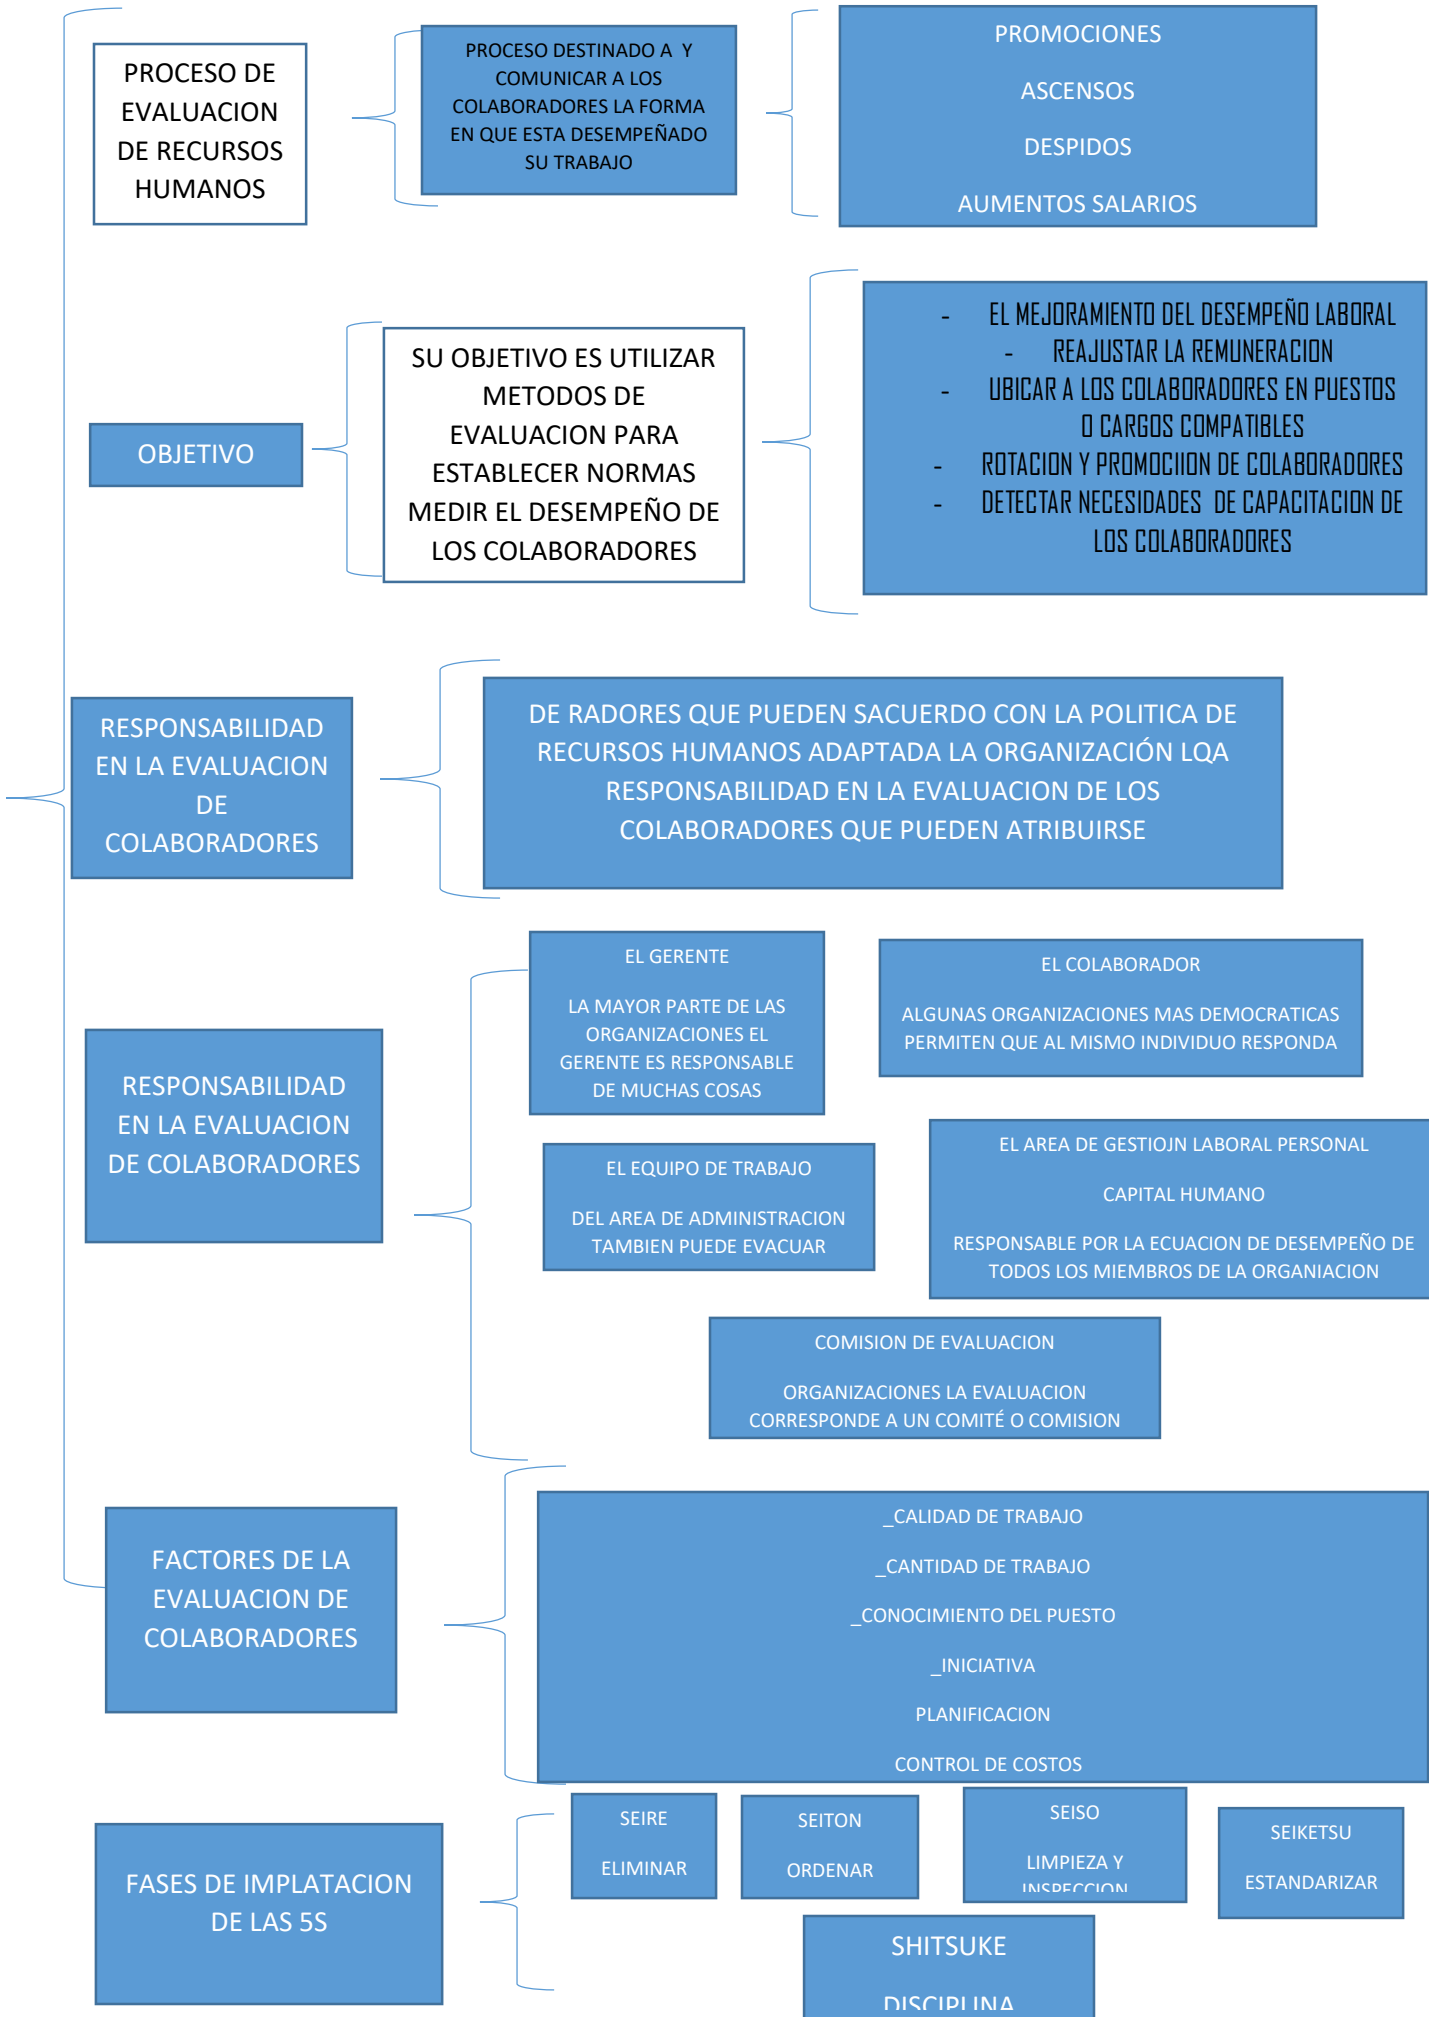 PROCESO DE
EVALUACION
DE RECURSOS
HUMANOS
PROCESO DESTINADO A Y
COMUNICAR A LOS
COLABORADORES LA FORMA
EN QUE ESTA DESEMPEÑADO
SU TRABAJO
PROMOCIONES
ASCENSOS
DESPIDOS
AUMENTOS SALARIOS
OBJETIVO
SU OBJETIVO ES UTILIZAR
METODOS DE
EVALUACION PARA
ESTABLECER NORMAS
MEDIR EL DESEMPEÑO DE
LOS COLABORADORES
- EL MEJORAMIENTO DEL DESEMPEÑO LABORAL
- REAJUSTAR LA REMUNERACION
- UBICAR A LOS COLABORADORES EN PUESTOS
O CARGOS COMPATIBLES
- ROTACION Y PROMOCIION DE COLABORADORES
- DETECTAR NECESIDADES DE CAPACITACION DE
LOS COLABORADORES
RESPONSABILIDAD
EN LA EVALUACION
DE
COLABORADORES
DE RADORES QUE PUEDEN SACUERDO CON LA POLITICA DE
RECURSOS HUMANOS ADAPTADA LA ORGANIZACIÓN LQA
RESPONSABILIDAD EN LA EVALUACION DE LOS
COLABORADORES QUE PUEDEN ATRIBUIRSE
RESPONSABILIDAD
EN LA EVALUACION
DE COLABORADORES
EL GERENTE
LA MAYOR PARTE DE LAS
ORGANIZACIONES EL
GERENTE ES RESPONSABLE
DE MUCHAS COSAS
EL COLABORADOR
ALGUNAS ORGANIZACIONES MAS DEMOCRATICAS
PERMITEN QUE AL MISMO INDIVIDUO RESPONDA
EL EQUIPO DE TRABAJO
DEL AREA DE ADMINISTRACION
TAMBIEN PUEDE EVACUAR
EL AREA DE GESTIOJN LABORAL PERSONAL
CAPITAL HUMANO
RESPONSABLE POR LA ECUACION DE DESEMPEÑO DE
TODOS LOS MIEMBROS DE LA ORGANIACION
COMISION DE EVALUACION
ORGANIZACIONES LA EVALUACION
CORRESPONDE A UN COMITÉ O COMISION
FACTORES DE LA
EVALUACION DE
COLABORADORES
_CALIDAD DE TRABAJO
_CANTIDAD DE TRABAJO
_CONOCIMIENTO DEL PUESTO
_INICIATIVA
PLANIFICACION
CONTROL DE COSTOS
FASES DE IMPLATACION
DE LAS 5S
SEIRE
ELIMINAR
SEITON
ORDENAR
SEISO
LIMPIEZA Y
INSPECCION
SEIKETSU
ESTANDARIZAR
SHITSUKE
DISCIPLINA